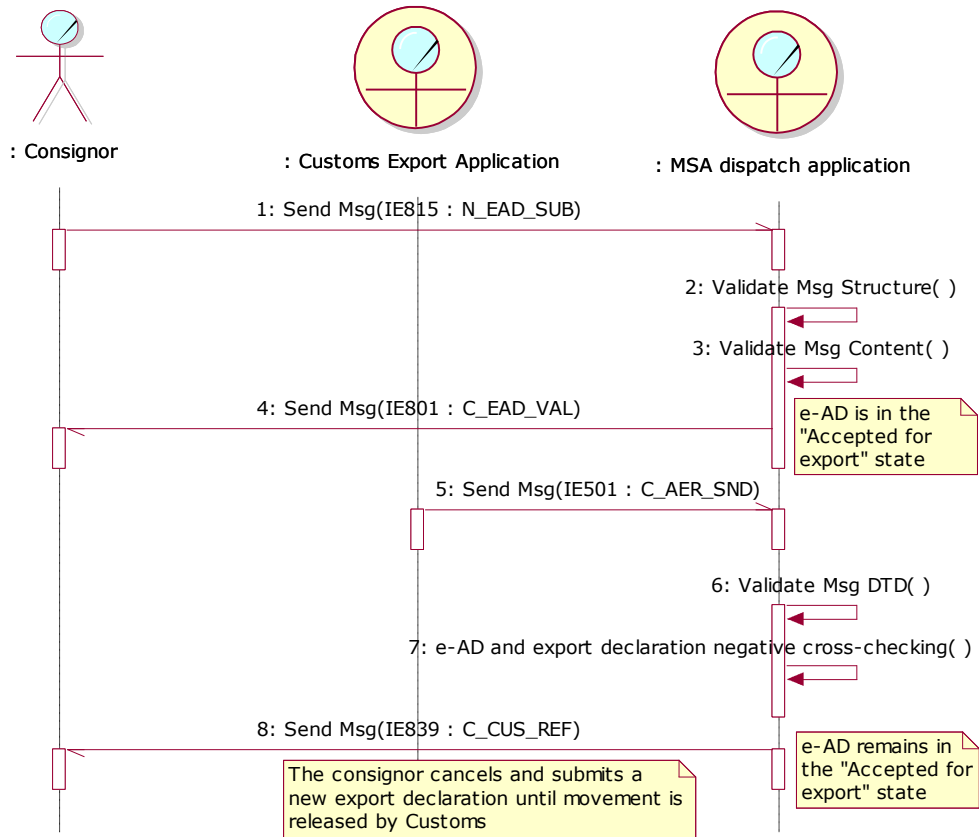 : Consignor
: Customs Export Application
: MSA dispatch application
1: Send Msg(IE815 : N_EAD_SUB)
2: Validate Msg Structure( )
3: Validate Msg Content( )
4: Send Msg(IE801 : C_EAD_VAL)
e-AD is in the
"Accepted for
export" state
5: Send Msg(IE501 : C_AER_SND)
6: Validate Msg DTD( )
7: e-AD and export declaration negative cross-checking( )
8: Send Msg(IE839 : C_CUS_REF)
e-AD remains in
the "Accepted for
export" state
The consignor cancels and submits a
new export declaration until movement is
released by Customs